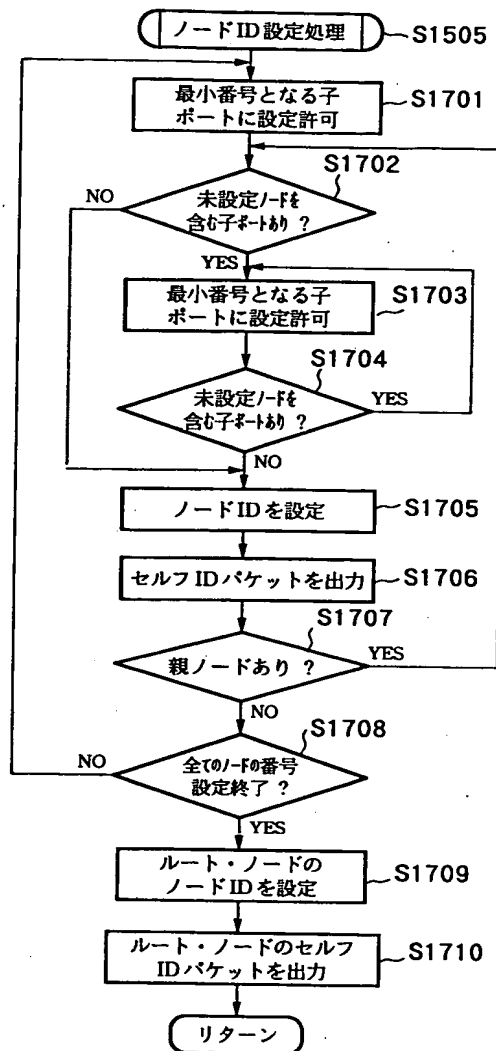 ノードID設定処理
S1505
最小番号となる子
ポートに設定許可
S1701
S1702
NO
未設定ノードを
含む子ポートあり ?
YES
最小番号となる子
ポートに設定許可
S1703
S1704
未設定ノードを
含む子ポートあり ?
YES
NO
ノードIDを設定
S1705
セルフIDパケットを出力
S1706
S1707
親ノードあり ?
YES
NO
S1708
NO
全てのノードの番号
設定終了 ?
YES
ルート・ノードの
ノードIDを設定
S1709
ルート・ノードのセルフ
IDパケットを出力
S1710
リターン